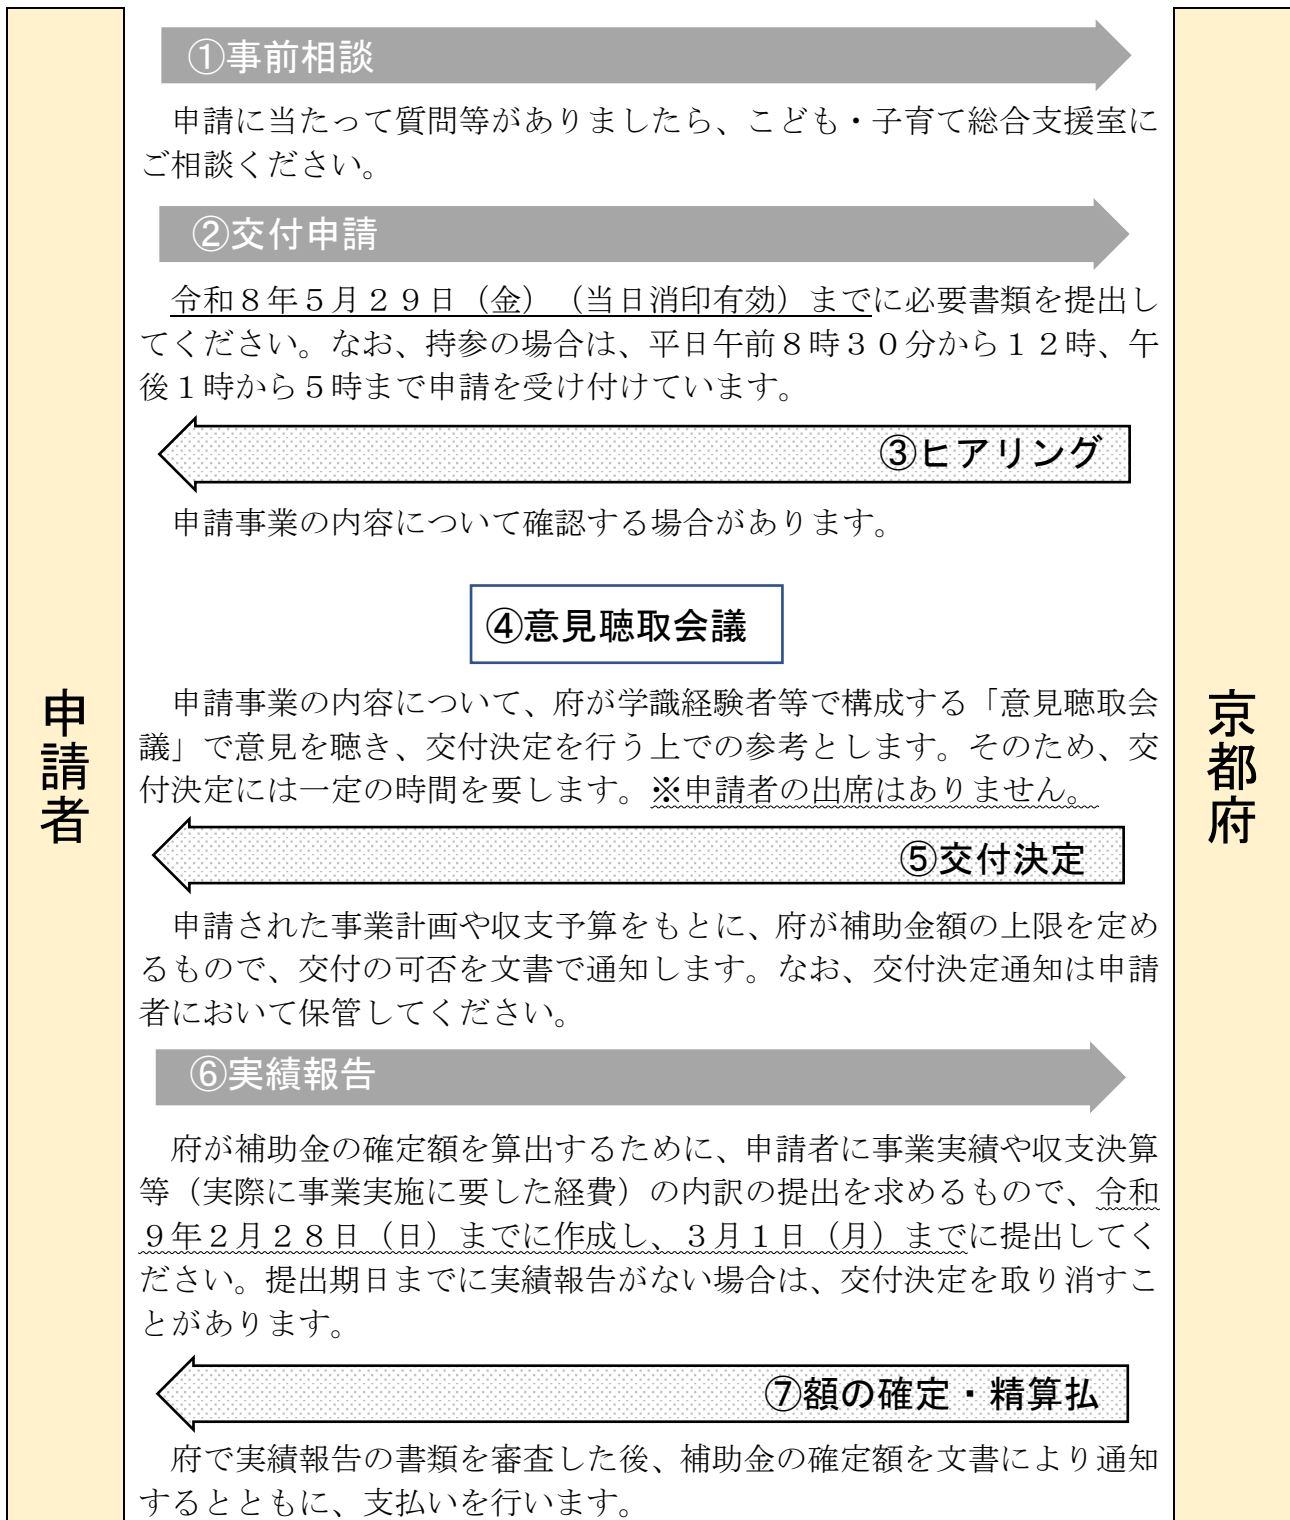 ①事前相談
申請に当たって質問等がありましたら、こども・子育て総合支援室に
ご相談ください。
②交付申請
令和８年５月２９日（金）（当日消印有効）までに必要書類を提出し
てください。なお、持参の場合は、平日午前８時３０分から１２時、午
後１時から５時まで申請を受け付けています。
③ヒアリング
申請事業の内容について確認する場合があります。
④意見聴取会議
申請事業の内容について、府が学識経験者等で構成する「意見聴取会
議」で意見を聴き、交付決定を行う上での参考とします。そのため、交
付決定には一定の時間を要します。※申請者の出席はありません。
⑤交付決定
申請された事業計画や収支予算をもとに、府が補助金額の上限を定め
るもので、交付の可否を文書で通知します。なお、交付決定通知は申請
者において保管してください。
⑥実績報告
府が補助金の確定額を算出するために、申請者に事業実績や収支決算
等（実際に事業実施に要した経費）の内訳の提出を求めるもので、令和
９年２月２８日（日）までに作成し、３月１日（月）までに提出してく
ださい。提出期日までに実績報告がない場合は、交付決定を取り消すこ
とがあります。
⑦額の確定・精算払
府で実績報告の書類を審査した後、補助金の確定額を文書により通知
するとともに、支払いを行います。
申請者
京都府